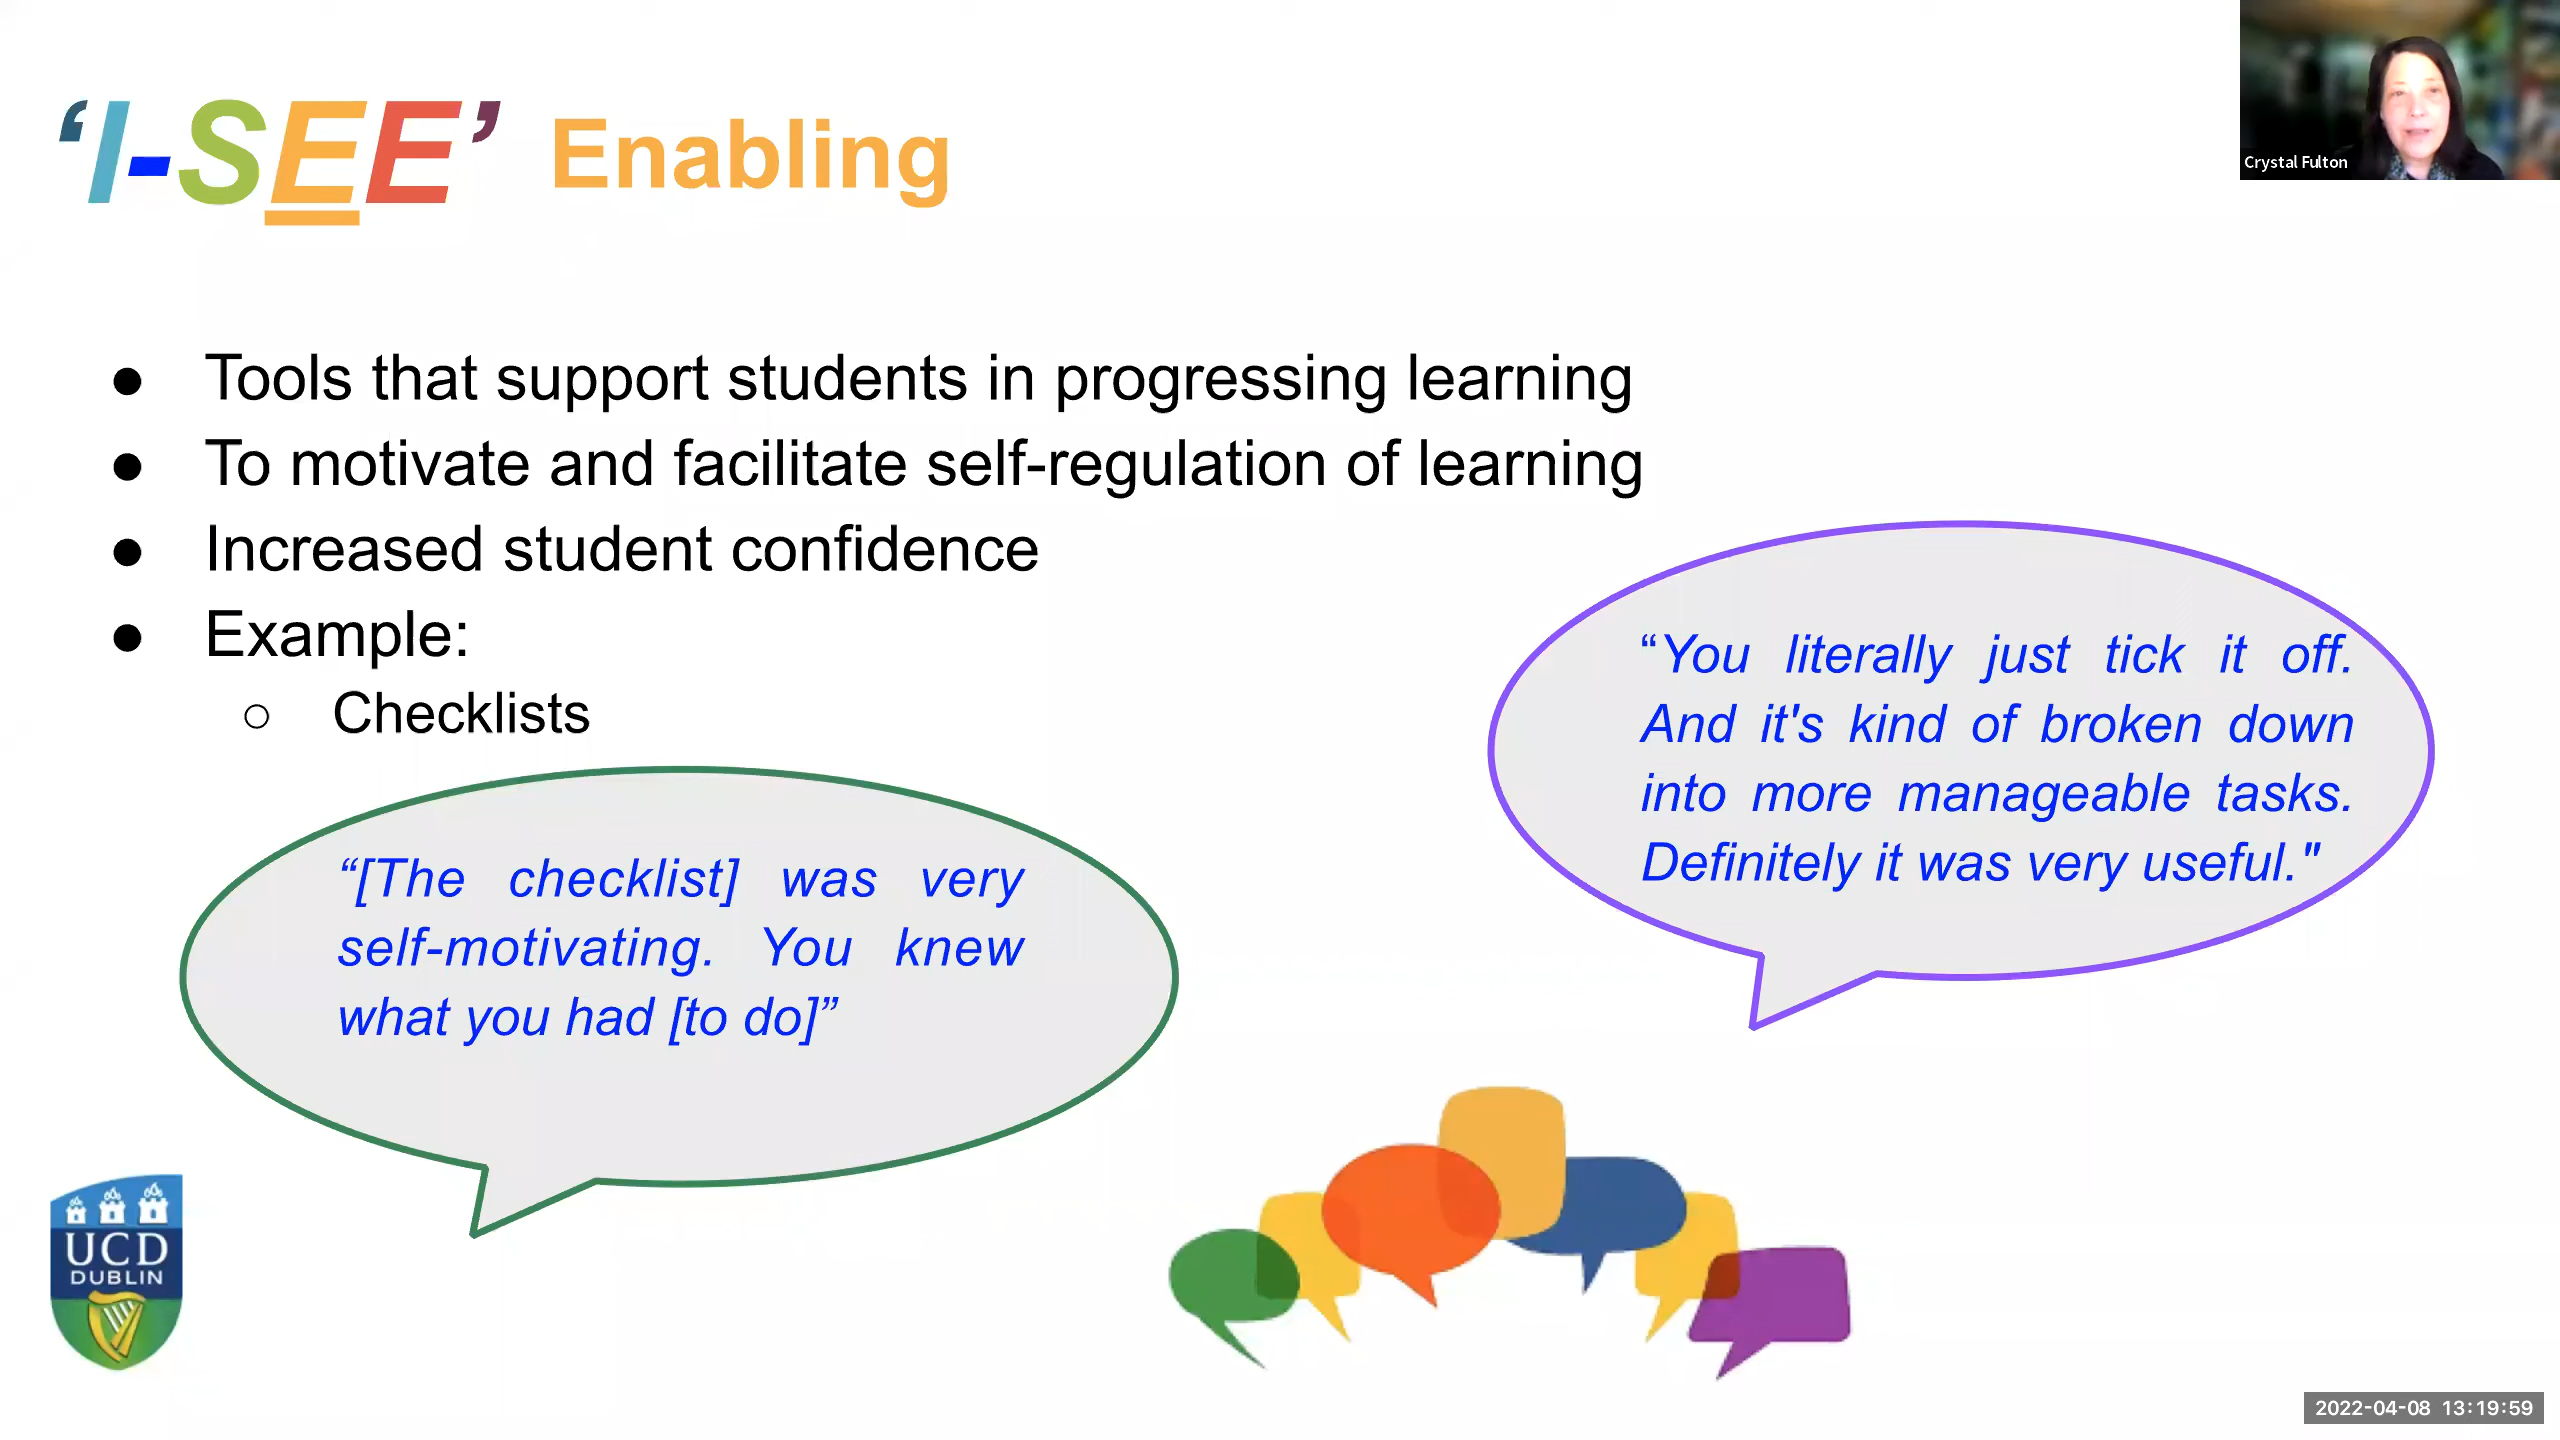 ‘I-SEE’ Enabling
Crystal Fulton
● Tools that support students in progressing learning
● To motivate and facilitate self-regulation of learning
● Increased student confidence
● Example:
○ Checklists
“You literally just tick it off.
And it's kind of broken down
into more manageable tasks.
Definitely it was very useful."
“[The checklist] was very
self-motivating. You knew
what you had [to do]”
UCD
DUBLIN
2022-04-08 13:19:59